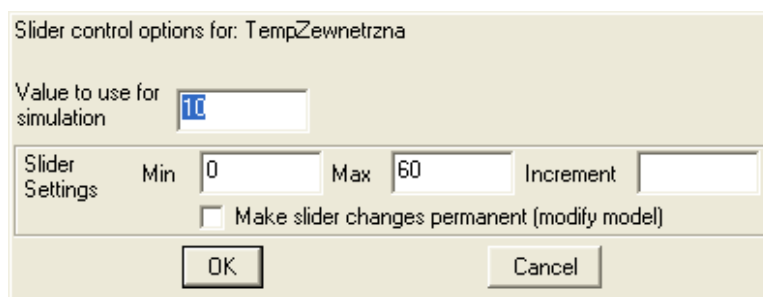 Slider control options for: TempZewnetrzna
Value to use for
simulation
10
Slider
Settings
Min 0 Max 60 Increment
Make slider changes permanent (modify model)
OK Cancel